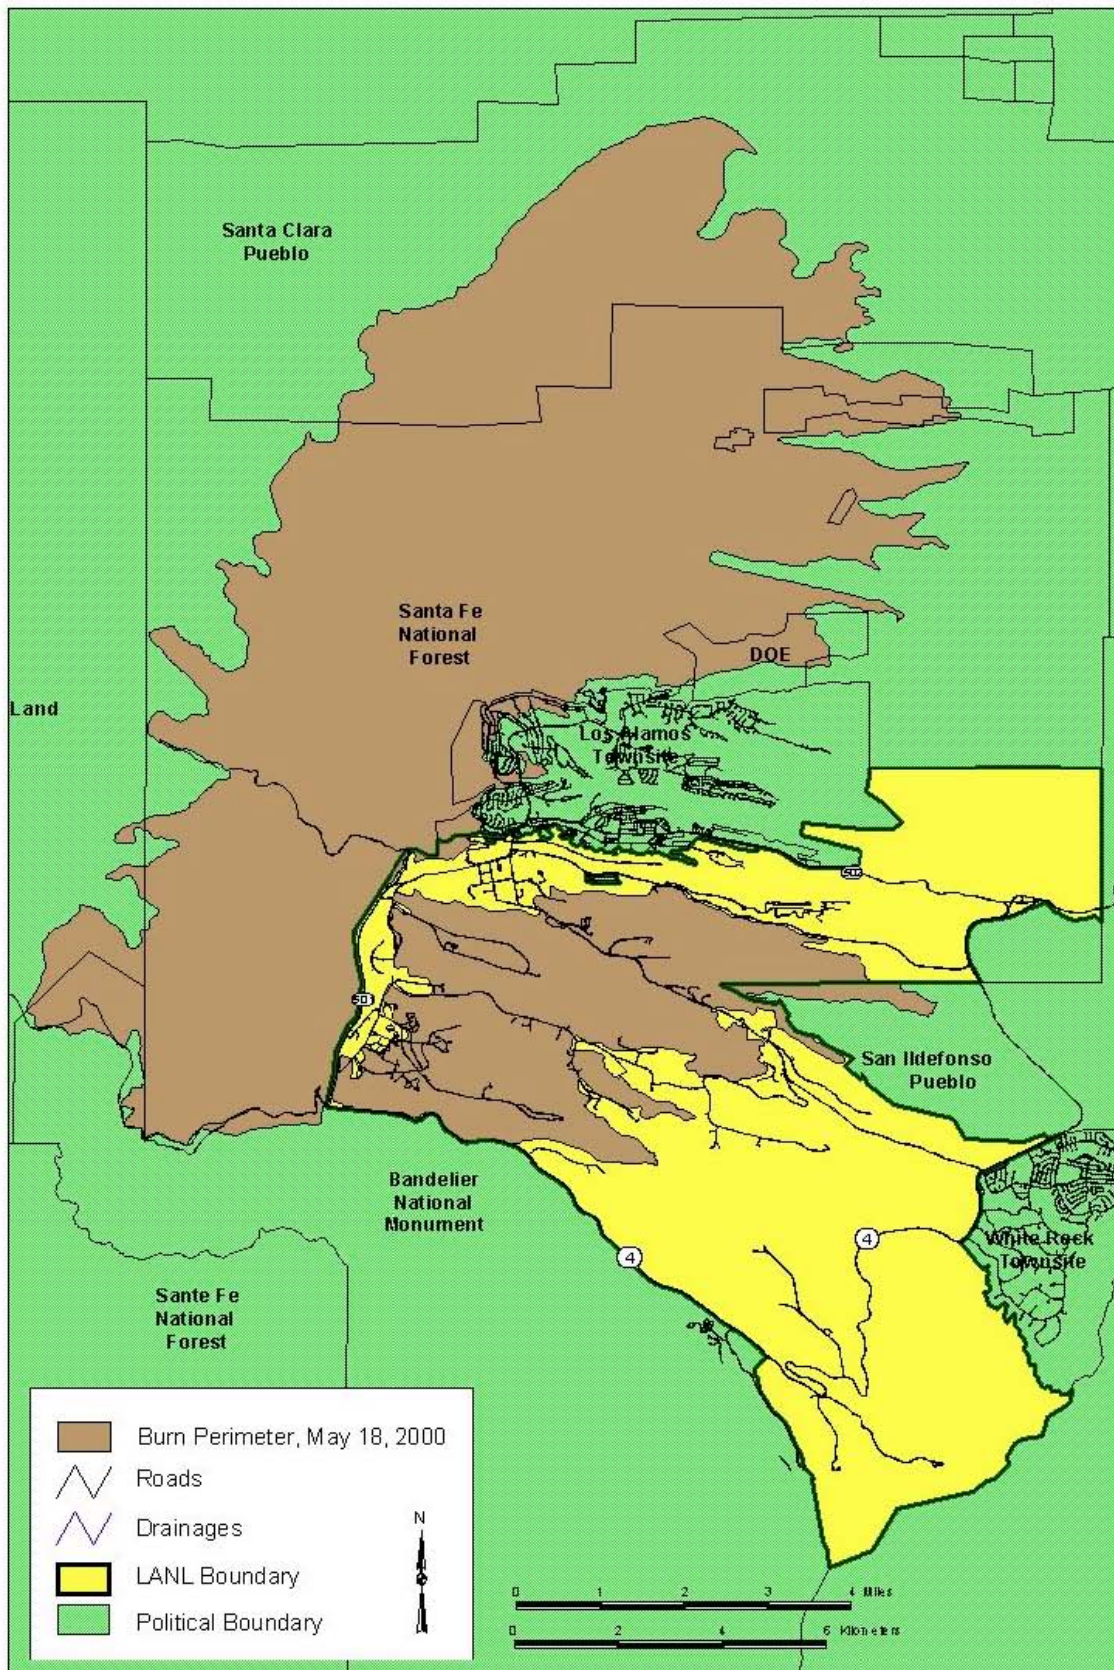 Santa Clara
Pueblo
Santa Fe
National
Forest
DOE
Land
Los Alamos
Townsite
502
501
San Ildefonso
Pueblo
Bandelier
National
Monument
White Rock
Townsite
4
4
Sante Fe
National
Forest
Burn Perimeter, May 18, 2000
Roads
Drainages
LANL Boundary
Political Boundary
N
0 1 2 3 4 Miles
0 2 4 6 Kilometers